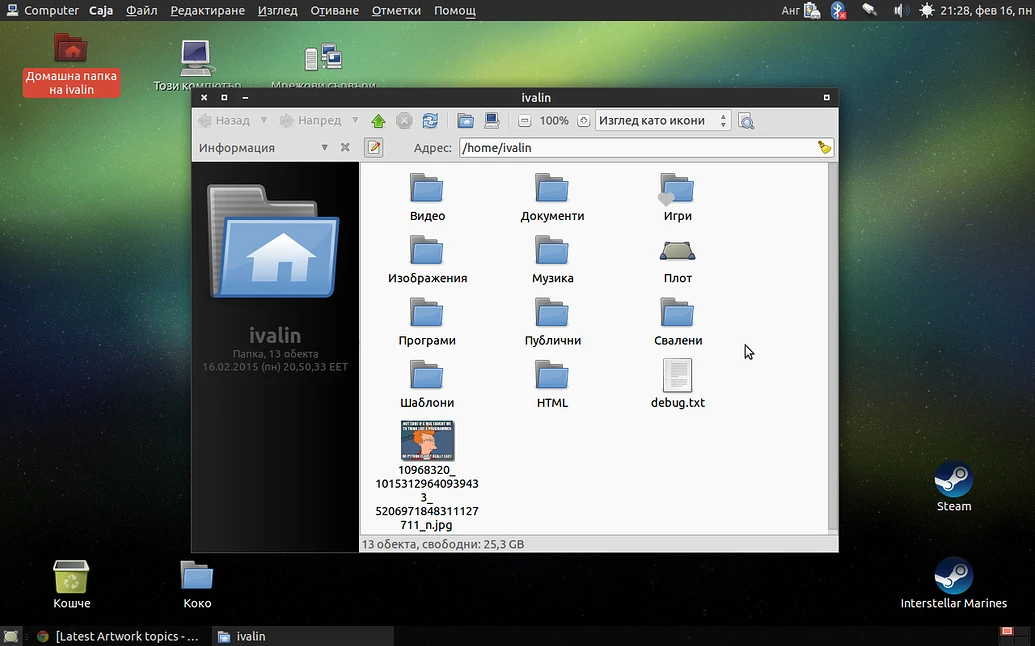 Computer Caja Файл Редактиране Изглед Отиване Отметки Помощ Анг 21:28, фев 16, пн
Домашна папка
на ivalin
Този компютър
Мрежови сървъри
ivalin
Назад Напред 100% Изглед като икони
Информация Адрес: /home/ivalin
Видео Документи Игри
Изображения Музика Плот
Програми Публични Свалени
Шаблони HTML debug.txt
ivalin
Папка, 13 обекта
16.02.2015 (пн) 20,50,33 EET
10968320_
1015312964093943
3_
5206971848311127
711_n.jpg
13 обекта, свободни: 25,3 GB
Steam
Interstellar Marines
Кошче
Коко
[Latest Artwork topics - ... ivalin